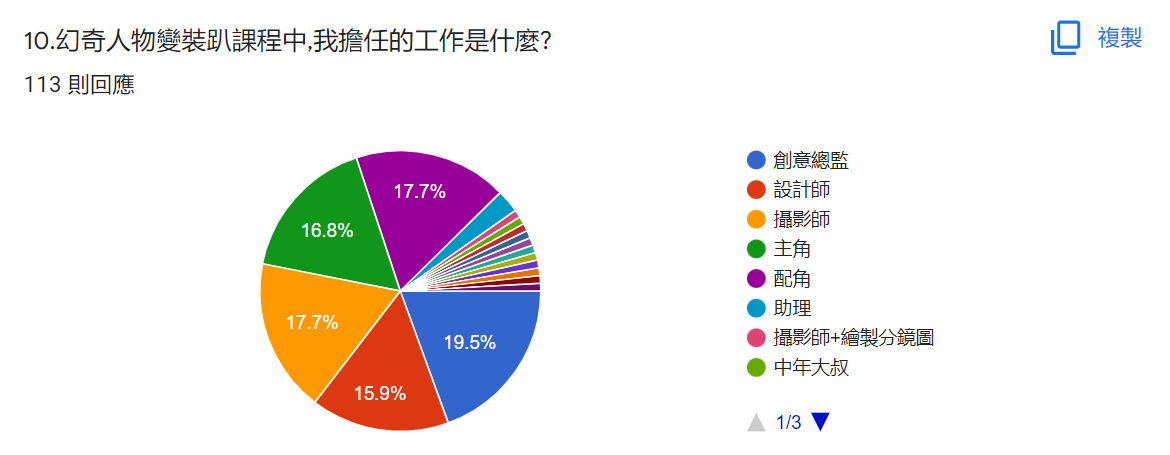 10.幻奇人物變裝趴課程中,我擔任的工作是什麼?
複製
113 則回應
創意總監
設計師
攝影師
主角
配角
助理
攝影師+繪製分鏡圖
中年大叔
1/3
17.7%
16.8%
17.7%
19.5%
15.9%